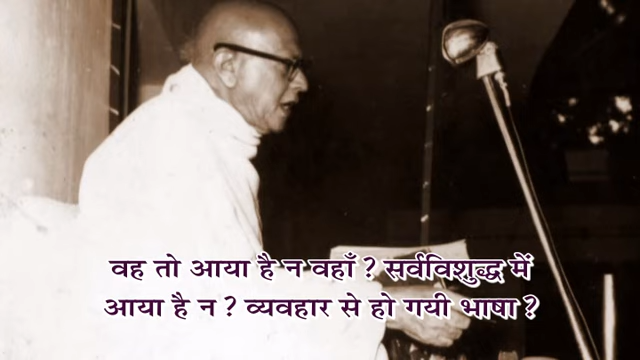 वह तो आया है न वहाँ ? सर्वविशुद्ध में
आया है न ? व्यवहार से हो गयी भाषा ?